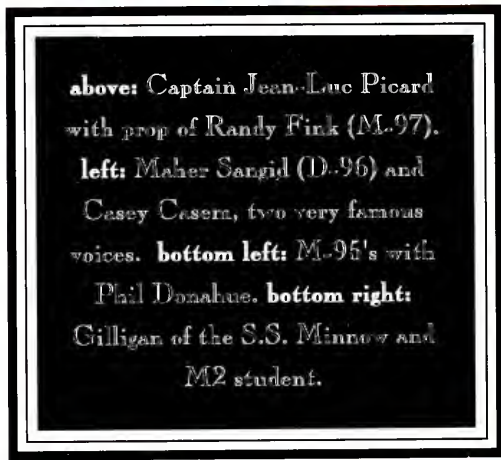 above: Captain Jean-Luc Picard
with prop of Randy Fink (M-97).
left: Maher Sangid (D-96) and
Casey Casem, two very famous
voices. bottom left: M-95's with
Phil Donahue. bottom right:
Gilligan of the S.S. Minnow and
M2 student.